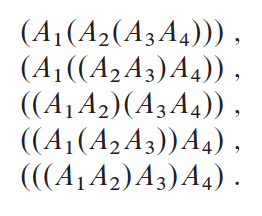 (A₁(A₂(A₃A₄))) ,
(A₁((A₂A₃)A₄)) ,
((A₁A₂)(A₃A₄)) ,
((A₁(A₂A₃))A₄) ,
(((A₁A₂)A₃)A₄) .